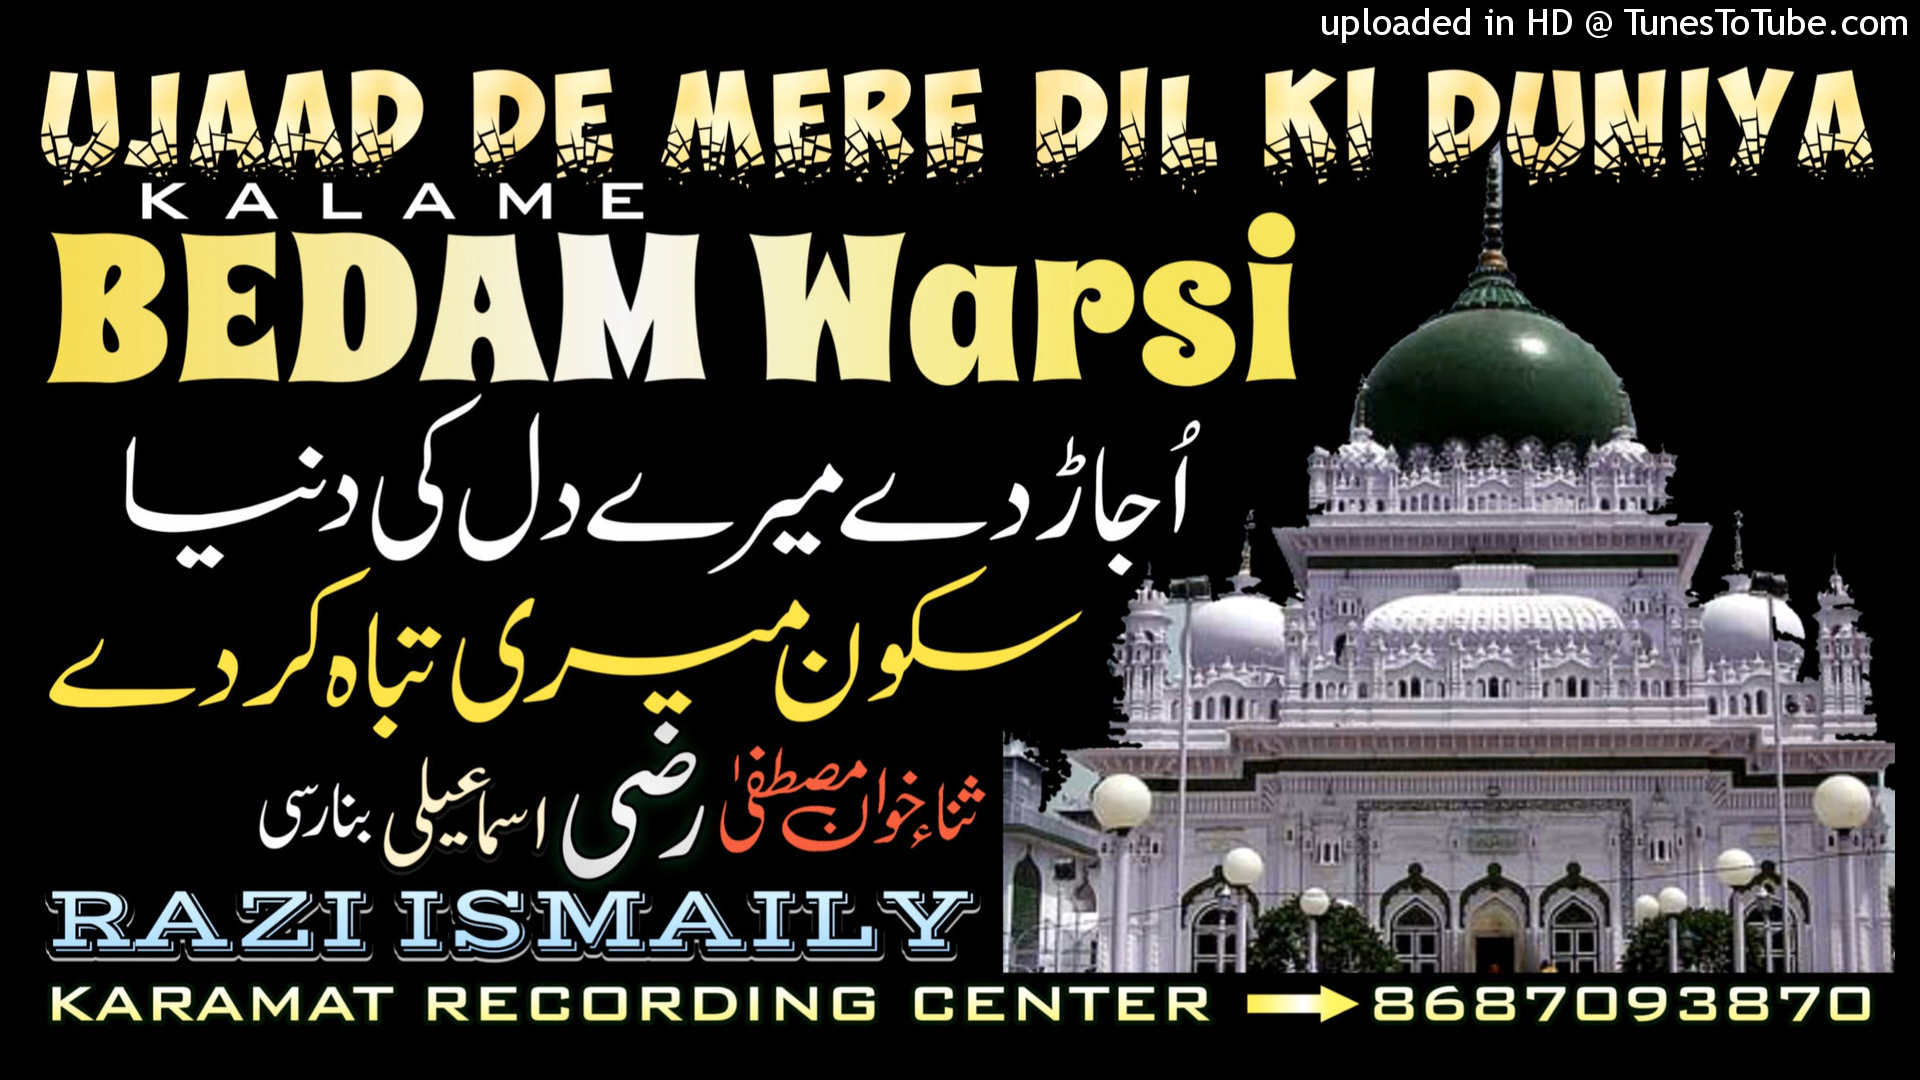 uploaded in HD @ TunesToTube.com
UJAAD DE MERE DIL KI DUNIYA
KALAME
BEDAM Warsi
اُجاڑ دے میرے دل کی دنیا
سکون میری تباہ کر دے
ثناء خوان مصطفیٰ رضی اسماعیلی بنارسی
RAZI ISMAILY
KARAMAT RECORDING CENTER → 8687093870